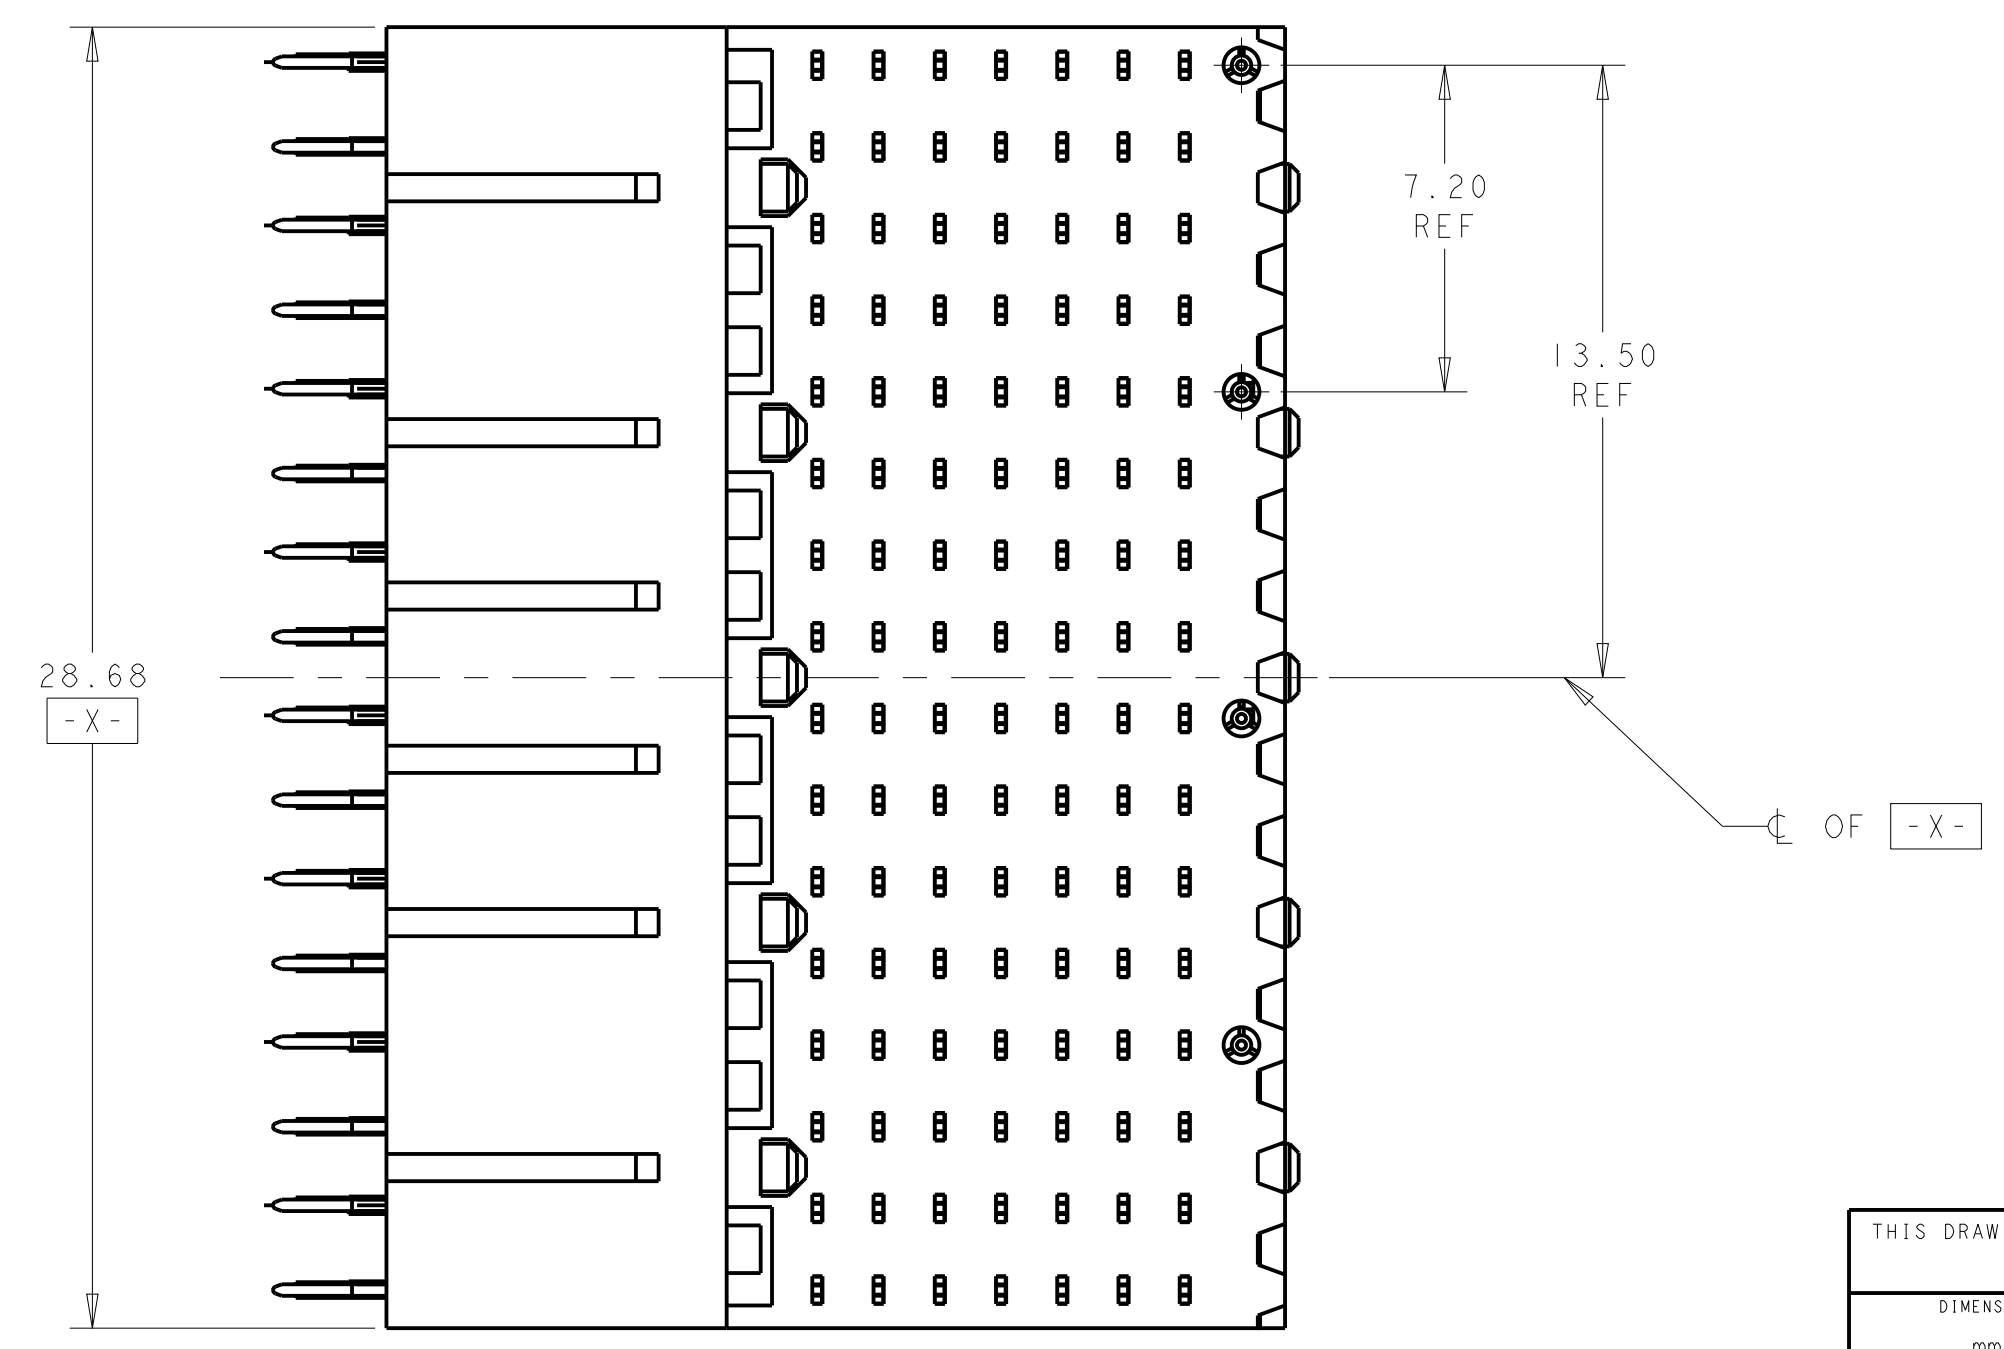 7.20
REF
13.50
REF
28.68
-X-
℄ OF -X-
THIS DRAW
DIMENS
mm